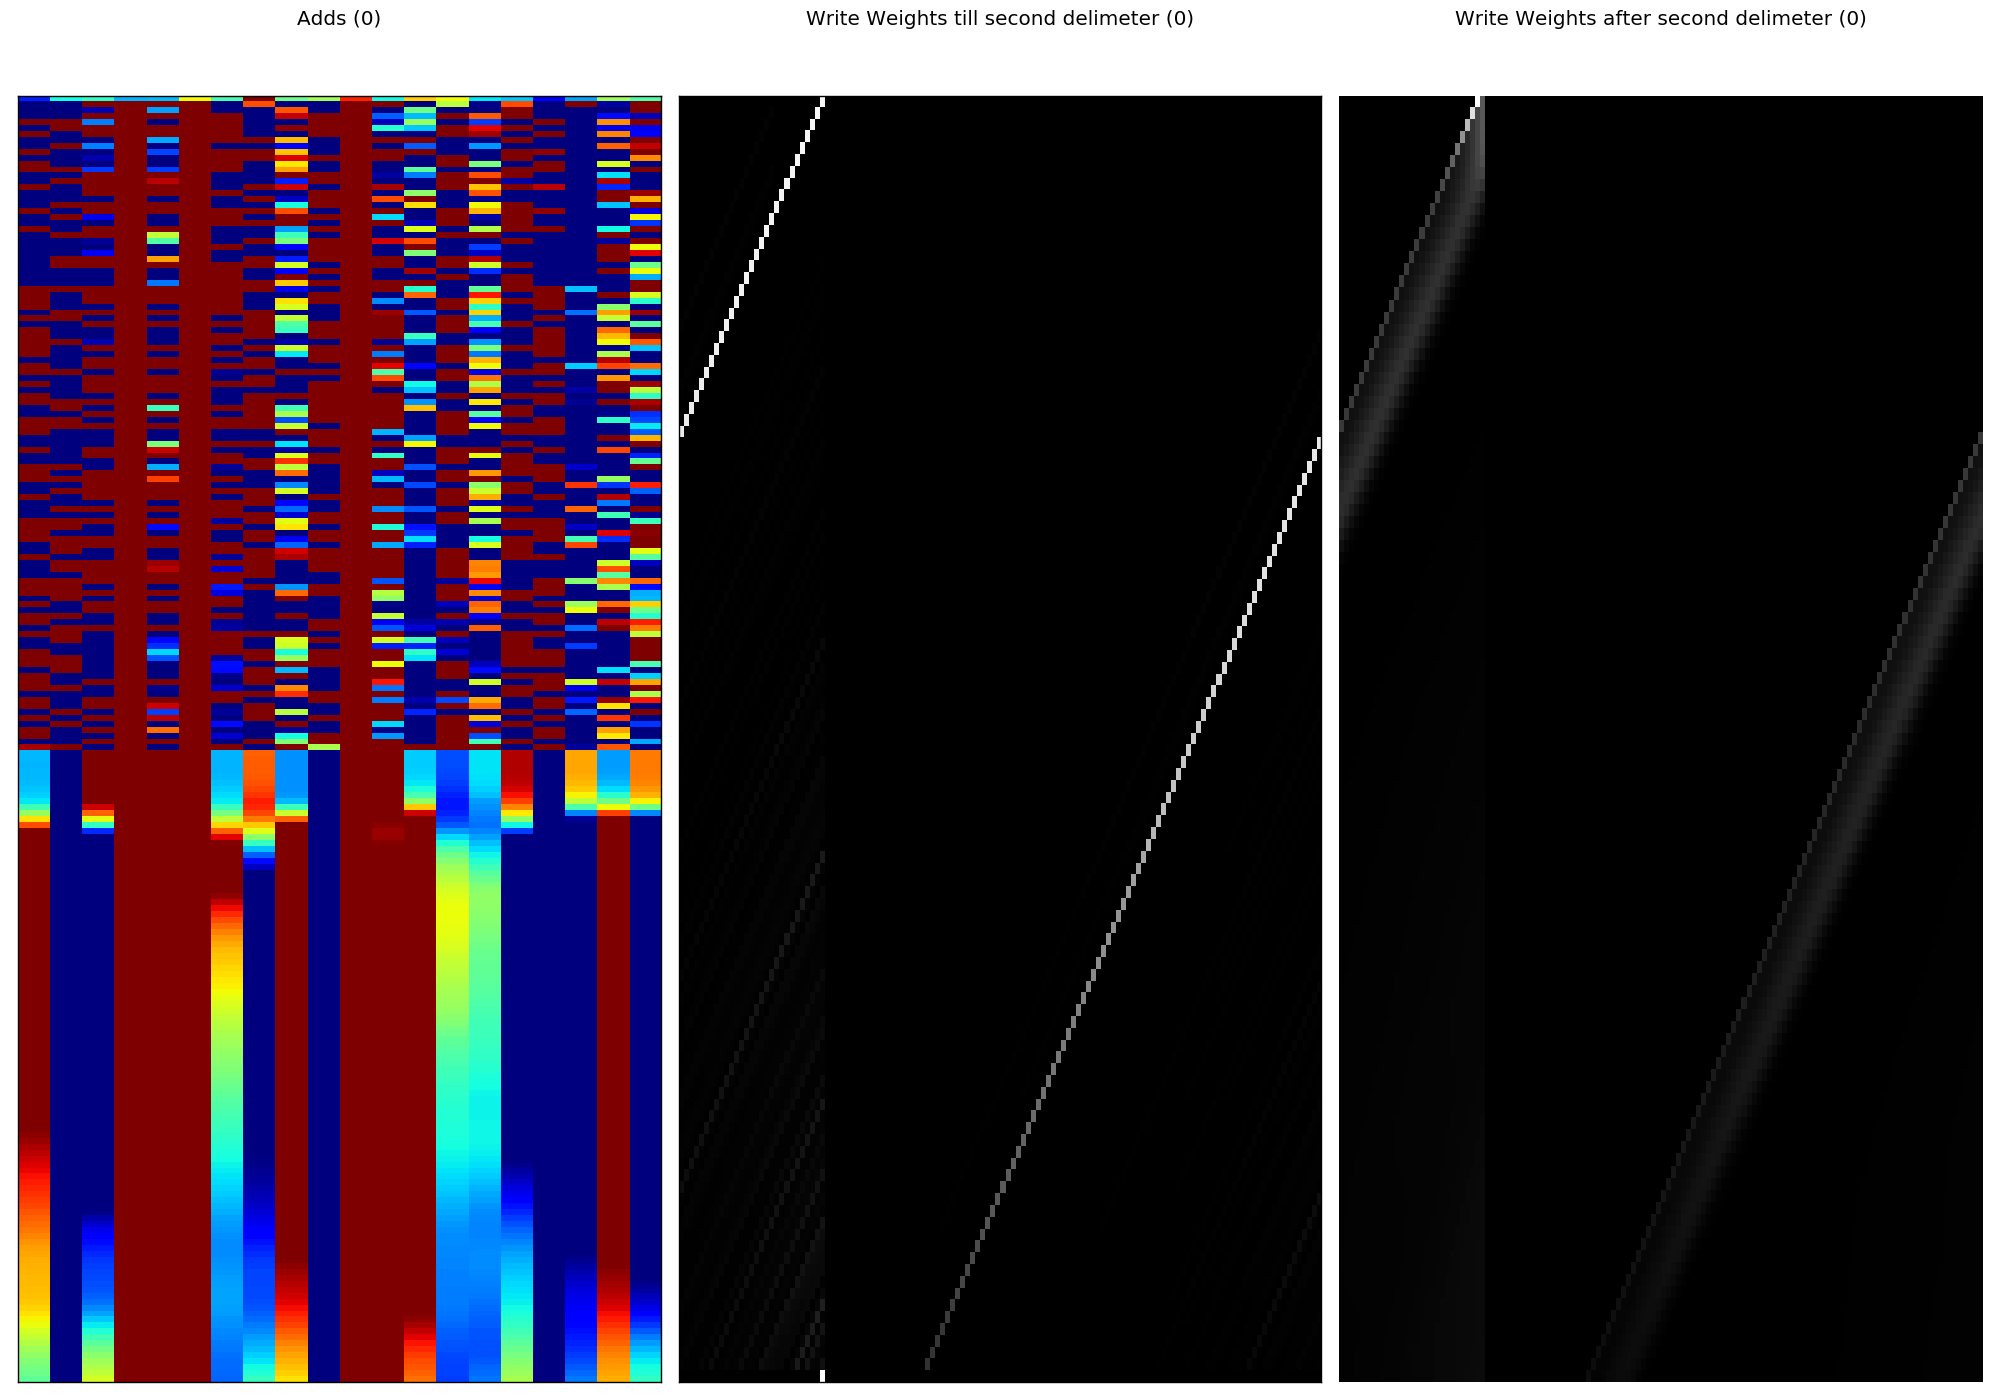 Adds (0)
Write Weights till second delimeter (0)
Write Weights after second delimeter (0)